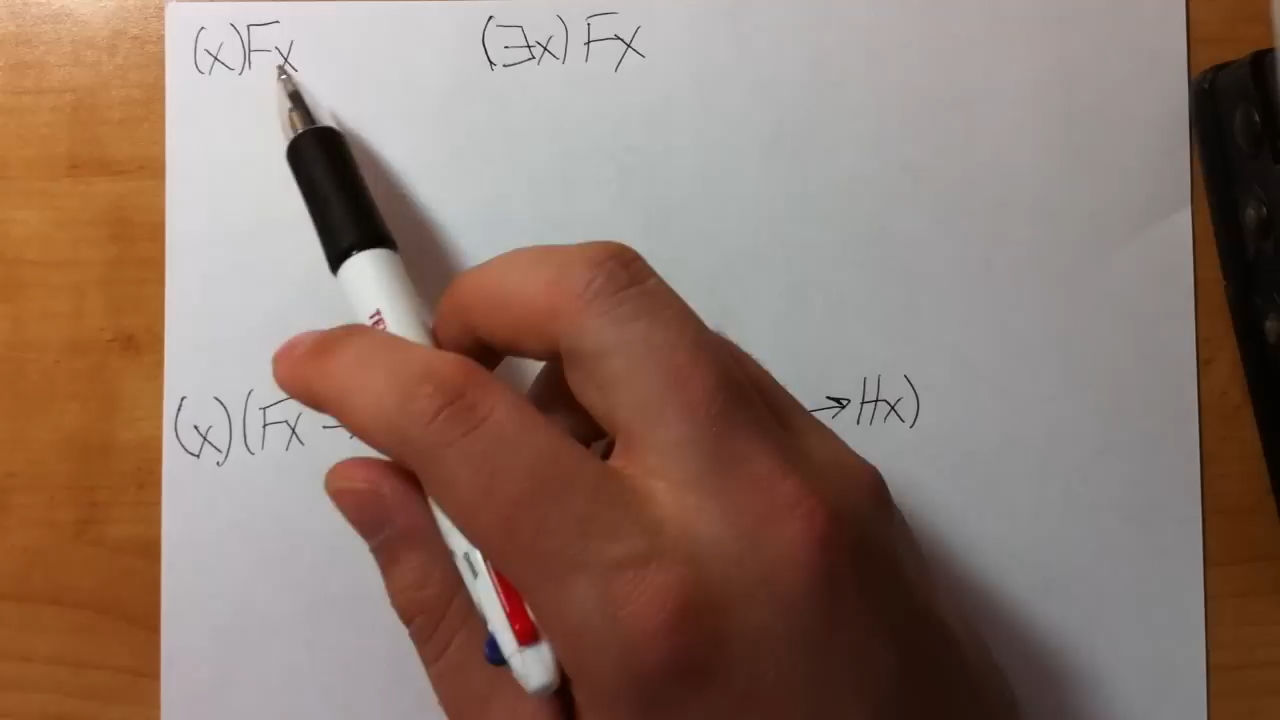 (x)Fx (∃x) Fx
(x)(Fx → → Hx)